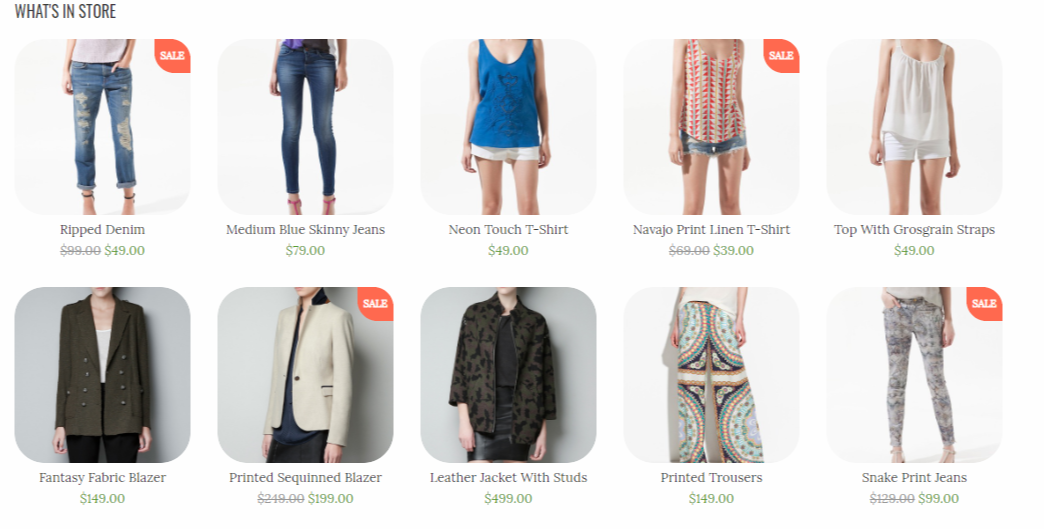 WHAT'S IN STORE
SALE
SALE
Ripped Denim
Medium Blue Skinny Jeans
Neon Touch T-Shirt
Navajo Print Linen T-Shirt
Top With Grosgrain Straps
$99.00 $49.00
$79.00
$49.00
$69.00 $39.00
$49.00
SALE
SALE
Fantasy Fabric Blazer
Printed Sequinned Blazer
Leather Jacket With Studs
Printed Trousers
Snake Print Jeans
$149.00
$249.00 $199.00
$499.00
$149.00
$129.00 $99.00